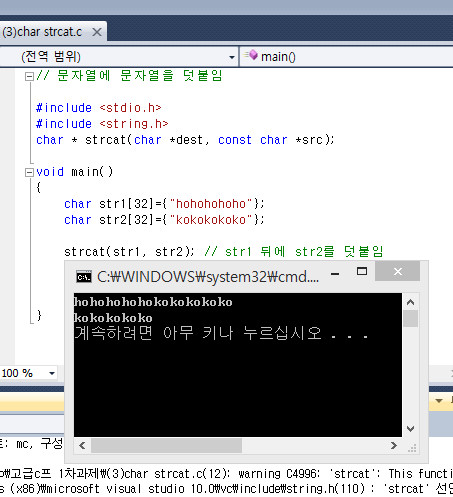 (3)char strcat.c
(전역 범위)
main()
// 문자열에 문자열을 덧붙임
#include <stdio.h>
#include <string.h>
char * strcat(char *dest, const char *src);
void main()
{
char str1[32]={"hohohohoho"};
char str2[32]={"kokokokoko"};
strcat(str1, str2); // str1 뒤에 str2를 덧붙임
C:\WINDOWS\system32\cmd....
hohohohohokokokokoko
kokokokoko
계속하려면 아무 키나 누르십시오 . . .
}
100 %
트: mc, 구성
o\고급c프 1차과제\(3)char strcat.c(12): warning C4996: 'strcat': This functi
s (x86)\microsoft visual studio 10.0\vc\include\string.h(110) : 'strcat' 선언